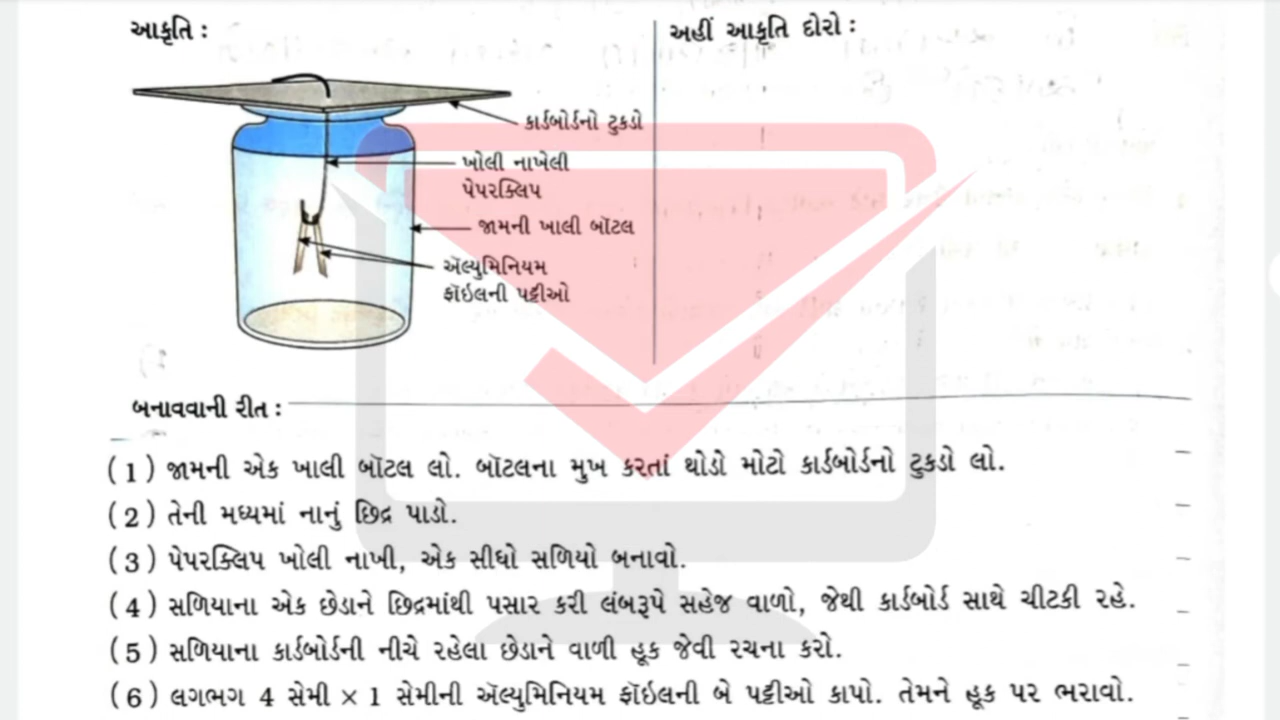 આકૃતિ :
અહીં આકૃતિ દોરો :
કાર્ડબોર્ડનો ટુકડો
ખોલી નાખેલી
પેપરક્લિપ
જામની ખાલી બૉટલ
ઍલ્યુમિનિયમ
ફૉઇલની પટ્ટીઓ
બનાવવાની રીત :
(1) જામની એક ખાલી બૉટલ લો. બૉટલના મુખ કરતાં થોડો મોટો કાર્ડબોર્ડનો ટુકડો લો.
(2) તેની મધ્યમાં નાનું છિદ્ર પાડો.
(3) પેપરક્લિપ ખોલી નાખી, એક સીધો સળિયો બનાવો.
(4) સળિયાના એક છેડાને છિદ્રમાંથી પસાર કરી લંબરૂપે સહેજ વાળો, જેથી કાર્ડબોર્ડ સાથે ચીટકી રહે.
(5) સળિયાના કાર્ડબોર્ડની નીચે રહેલા છેડાને વાળી હૂક જેવી રચના કરો.
(6) લગભગ 4 સેમી × 1 સેમીની ઍલ્યુમિનિયમ ફૉઇલની બે પટ્ટીઓ કાપો. તેમને હૂક પર ભરાવો.